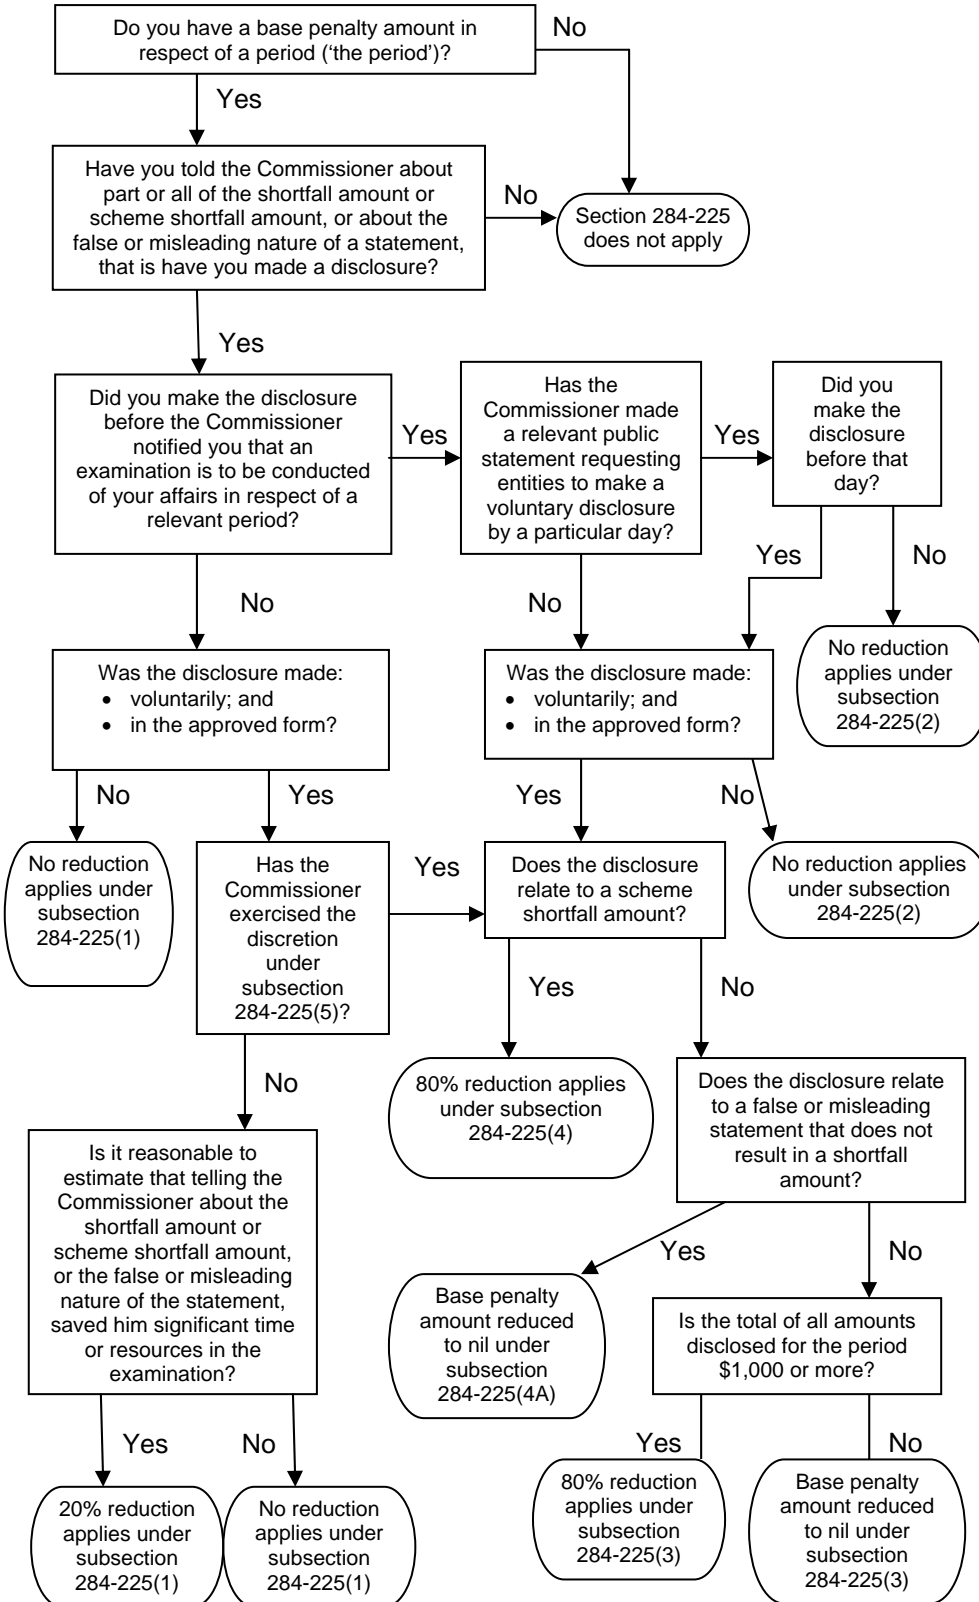 Do you have a base penalty amount in
respect of a period (‘the period’)?
No
Yes
Have you told the Commissioner about
part or all of the shortfall amount or
scheme shortfall amount, or about the
false or misleading nature of a statement,
that is have you made a disclosure?
No
Section 284-225
does not apply
Yes
Did you make the disclosure
before the Commissioner
notified you that an
examination is to be conducted
of your affairs in respect of a
relevant period?
Yes
Has the
Commissioner made
a relevant public
statement requesting
entities to make a
voluntary disclosure
by a particular day?
Yes
Did you
make the
disclosure
before that
day?
No
No
Yes
No
No reduction
applies under
subsection
284-225(2)
Was the disclosure made:
• voluntarily; and
• in the approved form?
Was the disclosure made:
• voluntarily; and
• in the approved form?
No
Yes
Yes
No
No reduction
applies under
subsection
284-225(1)
Has the
Commissioner
exercised the
discretion
under
subsection
284-225(5)?
Yes
Does the disclosure
relate to a scheme
shortfall amount?
No reduction applies
under subsection
284-225(2)
No
Yes
No
80% reduction applies
under subsection
284-225(4)
Does the disclosure relate
to a false or misleading
statement that does not
result in a shortfall
amount?
Is it reasonable to
estimate that telling the
Commissioner about the
shortfall amount or
scheme shortfall amount,
or the false or misleading
nature of the statement,
saved him significant time
or resources in the
examination?
Yes
No
Base penalty
amount reduced
to nil under
subsection
284-225(4A)
Is the total of all amounts
disclosed for the period
$1,000 or more?
Yes
No
Yes
No
20% reduction
applies under
subsection
284-225(1)
No reduction
applies under
subsection
284-225(1)
80% reduction
applies under
subsection
284-225(3)
Base penalty
amount reduced
to nil under
subsection
284-225(3)